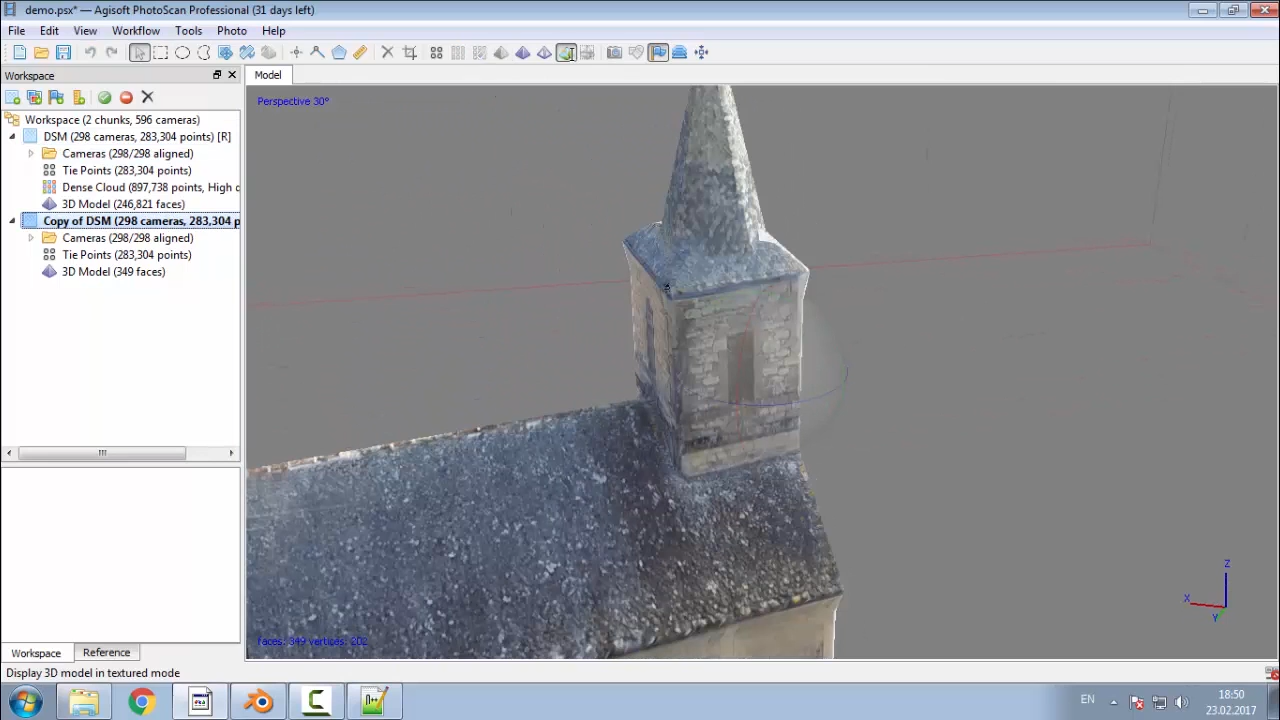 demo.psx* — Agisoft PhotoScan Professional (31 days left)
File Edit View Workflow Tools Photo Help
Workspace
Model
Perspective 30°
Workspace (2 chunks, 596 cameras)
DSM (298 cameras, 283,304 points) [R]
Cameras (298/298 aligned)
Tie Points (283,304 points)
Dense Cloud (897,738 points, High
3D Model (246,821 faces)
Copy of DSM (298 cameras, 283,304
Cameras (298/298 aligned)
Tie Points (283,304 points)
3D Model (349 faces)
Z
X
Y
faces: 349 vertices: 202
Workspace Reference
Display 3D model in textured mode
EN
18:50
23.02.2017